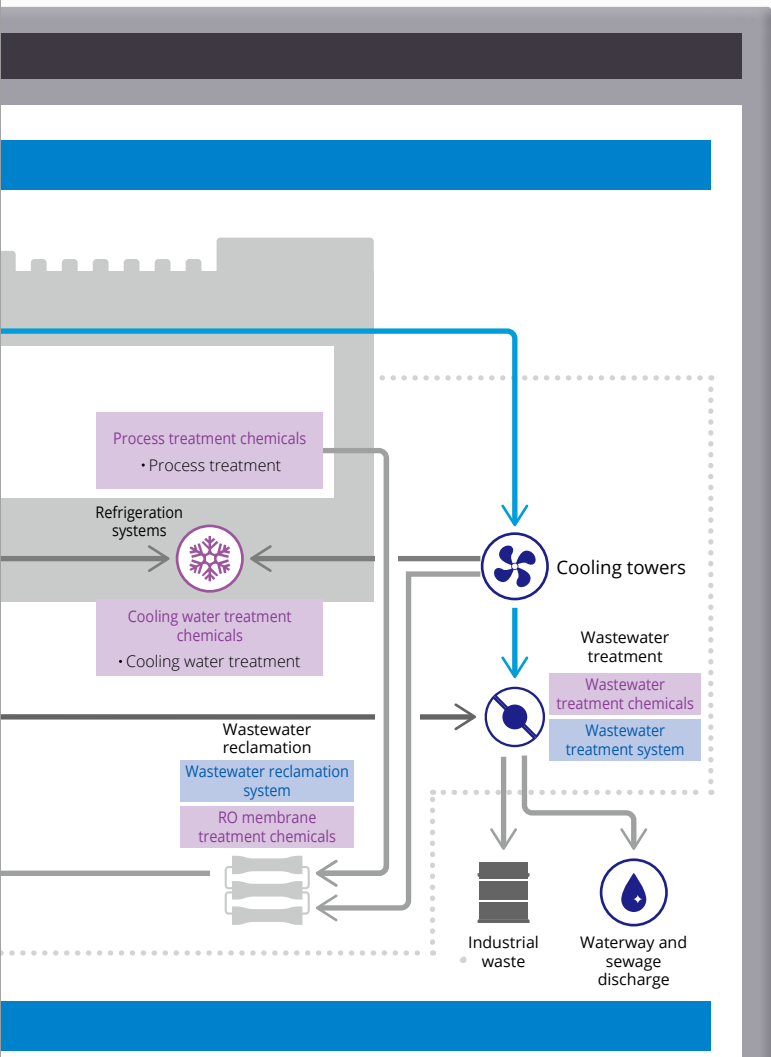 Process treatment chemicals
・Process treatment
Refrigeration
systems
Cooling water treatment
chemicals
・Cooling water treatment
Cooling towers
Wastewater
treatment
Wastewater
treatment chemicals
Wastewater
treatment system
Wastewater
reclamation
Wastewater reclamation
system
RO membrane
treatment chemicals
Industrial
waste
Waterway and
sewage
discharge